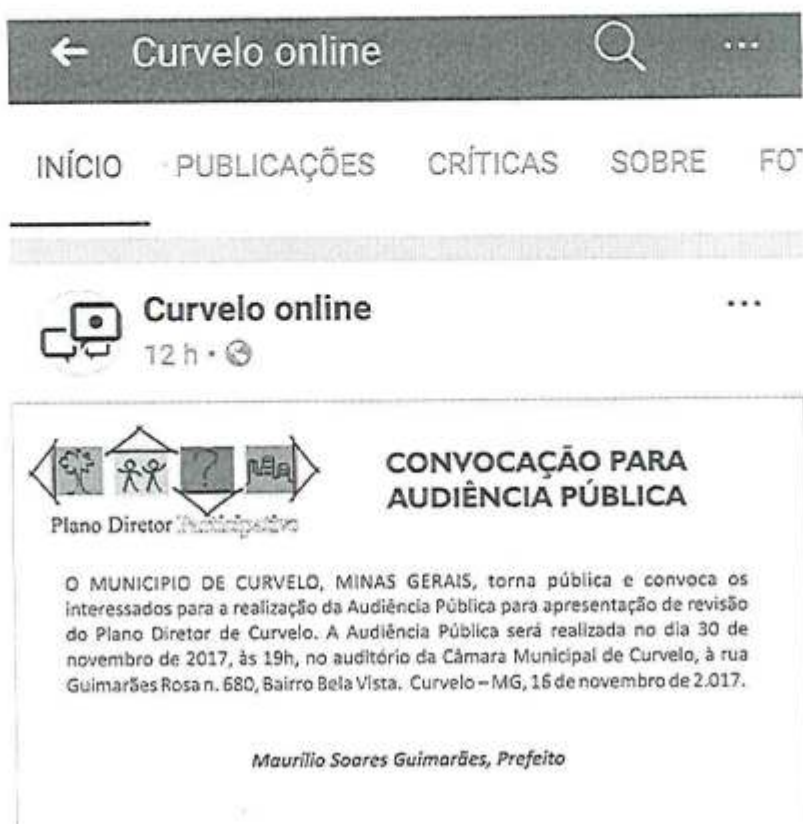 Curvelo online
INÍCIO PUBLICAÇÕES CRÍTICAS SOBRE FOT
Curvelo online
12 h
Plano Diretor Participativo
CONVOCAÇÃO PARA
AUDIÊNCIA PÚBLICA
O MUNICIPIO DE CURVELO, MINAS GERAIS, torna pública e convoca os
interessados para a realização da Audiência Pública para apresentação de revisão
do Plano Diretor de Curvelo. A Audiência Pública será realizada no dia 30 de
novembro de 2017, às 19h, no auditório da Câmara Municipal de Curvelo, à rua
Guimarães Rosa n. 680, Bairro Bela Vista. Curvelo – MG, 16 de novembro de 2.017.
Maurílio Soares Guimarães, Prefeito